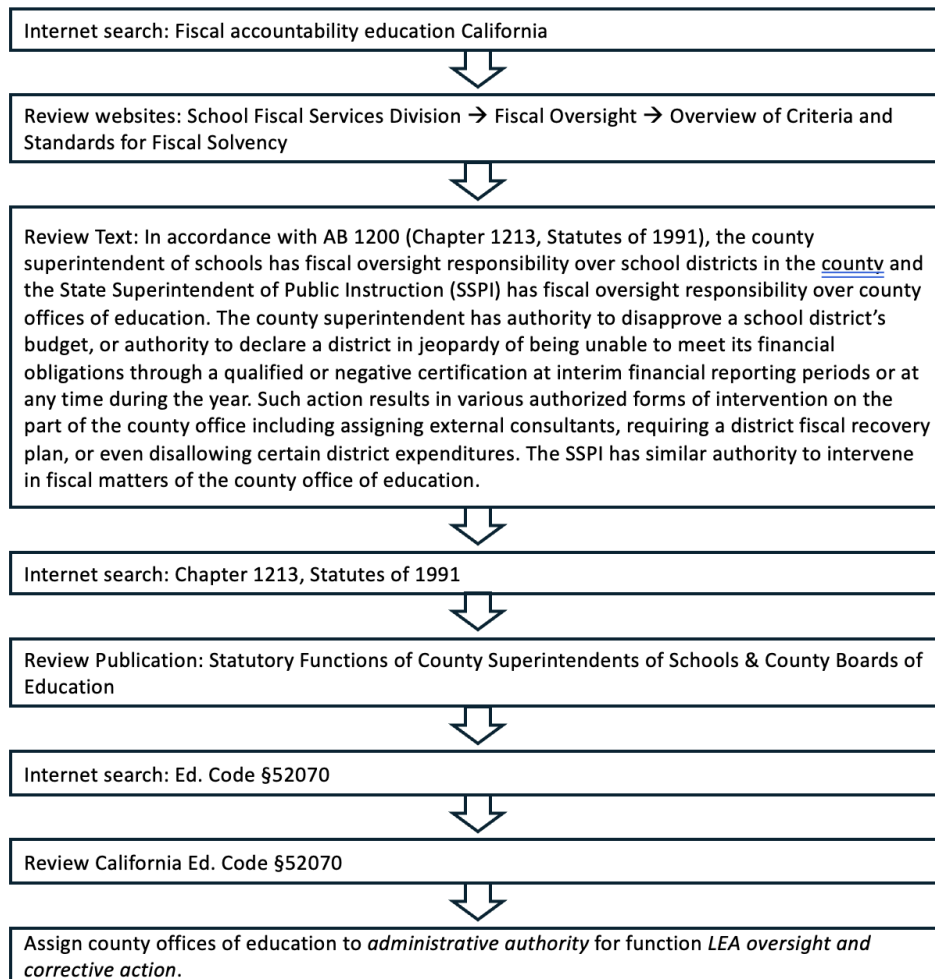 Internet search: Fiscal accountability education California
Review websites: School Fiscal Services Division → Fiscal Oversight → Overview of Criteria and
Standards for Fiscal Solvency
Review Text: In accordance with AB 1200 (Chapter 1213, Statutes of 1991), the county
superintendent of schools has fiscal oversight responsibility over school districts in the county and
the State Superintendent of Public Instruction (SSPI) has fiscal oversight responsibility over county
offices of education. The county superintendent has authority to disapprove a school district’s
budget, or authority to declare a district in jeopardy of being unable to meet its financial
obligations through a qualified or negative certification at interim financial reporting periods or at
any time during the year. Such action results in various authorized forms of intervention on the
part of the county office including assigning external consultants, requiring a district fiscal recovery
plan, or even disallowing certain district expenditures. The SSPI has similar authority to intervene
in fiscal matters of the county office of education.
Internet search: Chapter 1213, Statutes of 1991
Review Publication: Statutory Functions of County Superintendents of Schools & County Boards of
Education
Internet search: Ed. Code §52070
Review California Ed. Code §52070
Assign county offices of education to administrative authority for function LEA oversight and
corrective action.